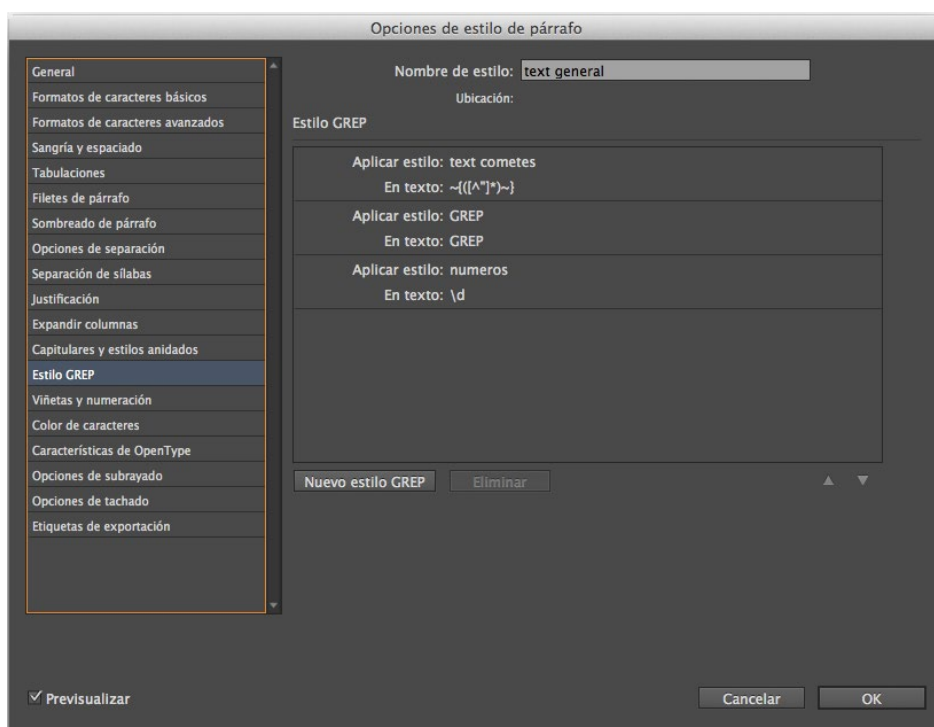 Opciones de estilo de párrafo
General
Formatos de caracteres básicos
Formatos de caracteres avanzados
Sangría y espaciado
Tabulaciones
Filetes de párrafo
Sombreado de párrafo
Opciones de separación
Separación de sílabas
Justificación
Expandir columnas
Capitulares y estilos anidados
Estilo GREP
Viñetas y numeración
Color de caracteres
Características de OpenType
Opciones de subrayado
Opciones de tachado
Etiquetas de exportación
Nombre de estilo: text general
Ubicación:
Estilo GREP
Aplicar estilo: text cometes
En texto: ~{([^"]*)~}
Aplicar estilo: GREP
En texto: GREP
Aplicar estilo: numeros
En texto: \d
Nuevo estilo GREP Eliminar
Previsualizar
Cancelar OK